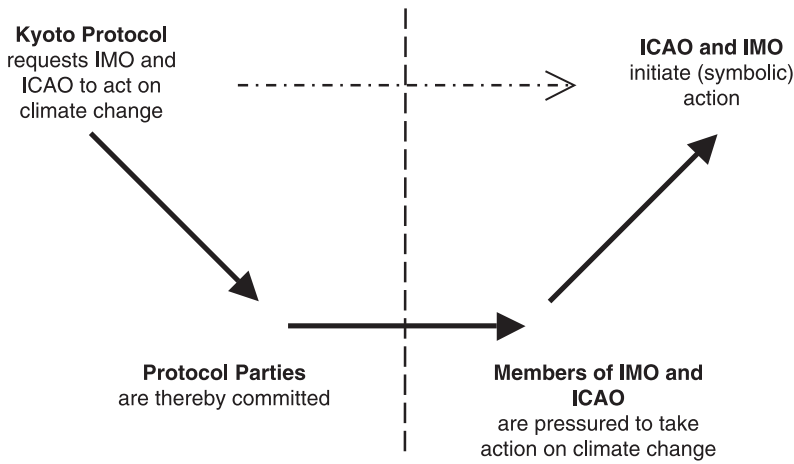 Kyoto Protocol
requests IMO and
ICAO to act on
climate change
ICAO and IMO
initiate (symbolic)
action
Protocol Parties
are thereby committed
Members of IMO and
ICAO
are pressured to take
action on climate change